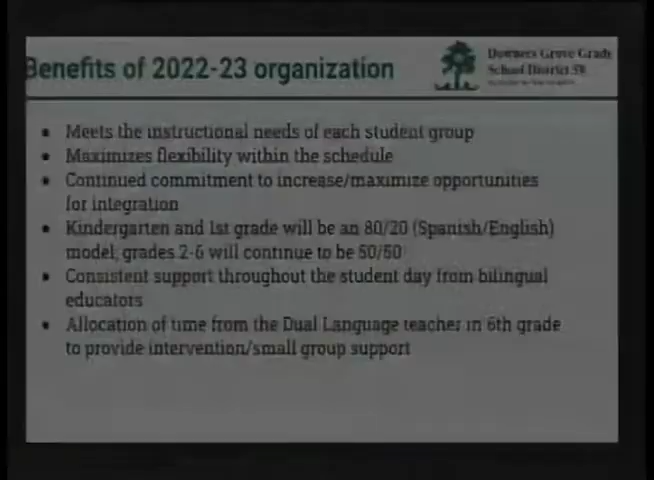 Benefits of 2022-23 organization
Downers Grove Grade
School District 58
• Meets the instructional needs of each student group
• Maximizes flexibility within the schedule
• Continued commitment to increase/maximize opportunities
for integration
• Kindergarten and 1st grade will be an 80/20 (Spanish/English)
model; grades 2-6 will continue to be 50/50
• Consistent support throughout the student day from bilingual
educators
• Allocation of time from the Dual Language teacher in 6th grade
to provide intervention/small group support